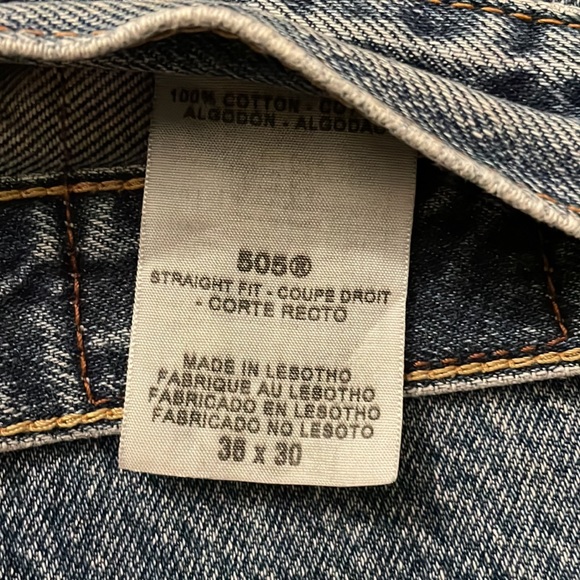 100% COTTON -
ALGODON -
505®
STRAIGHT FIT - COUPE DROIT
- CORTE RECTO
MADE IN LESOTHO
FABRIQUE AU LESOTHO
FABRICADO EN LESOTHO
FABRICADO NO LESOTO
x 30